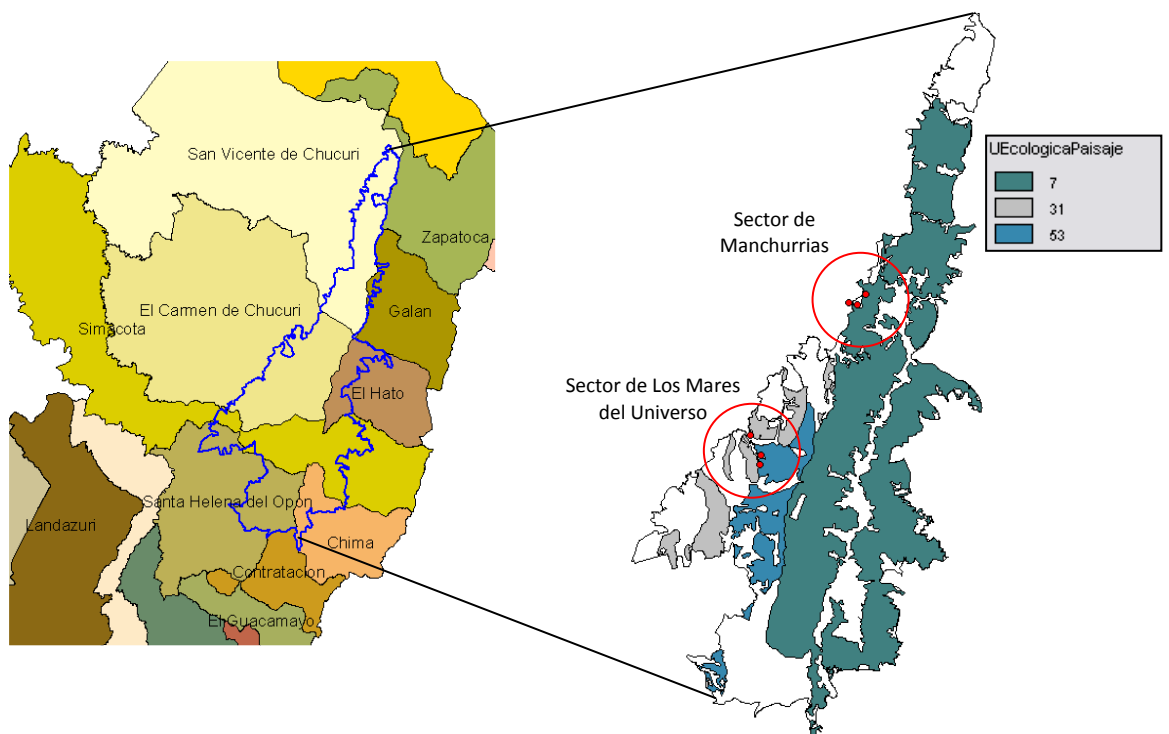 San Vicente de Chucuri
Zapatoca
El Carmen de Chucuri
Galan
Simacota
El Hato
Santa Helena del Opón
Landazuri
Chima
Contratacion
El Guacamayo
UEcologicaPaisaje
7
31
53
Sector de
Manchurrias
Sector de Los Mares
del Universo